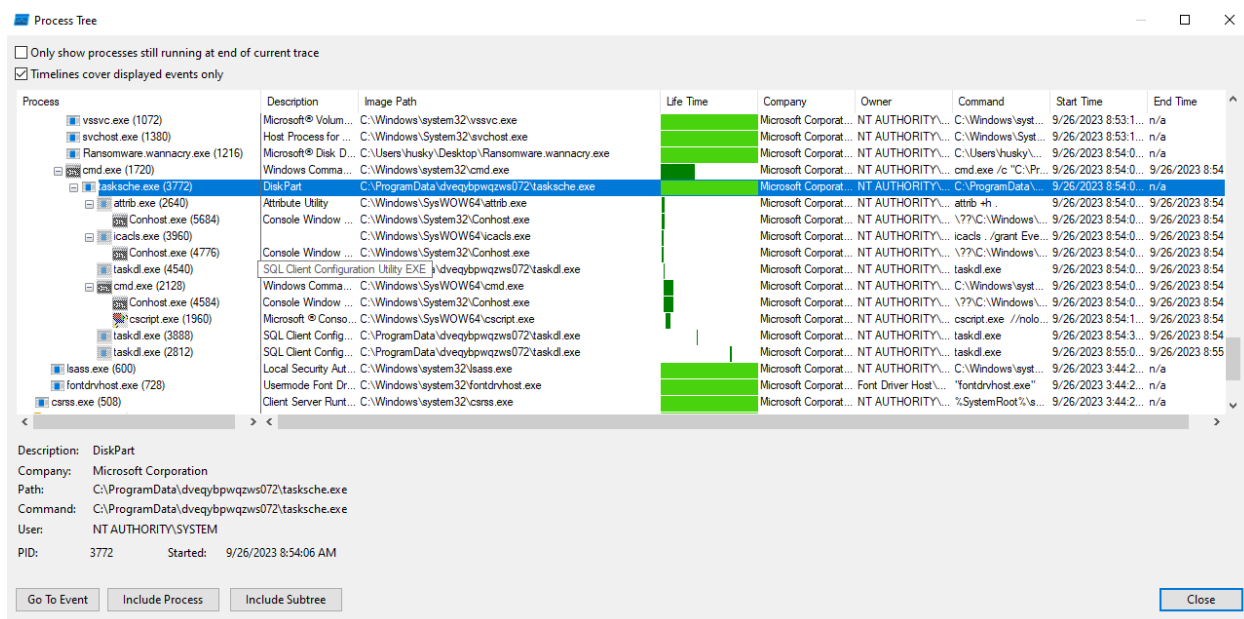 Process Tree
Only show processes still running at end of current trace
Timelines cover displayed events only
Process Description Image Path Life Time Company Owner Command Start Time End Time
vssvc.exe (1072) Microsoft® Volum... C:\Windows\system32\vssvc.exe Microsoft Corporat... NT AUTHORITY\... C:\Windows\syst... 9/26/2023 8:53:1... n/a
svchost.exe (1380) Host Process for ... C:\Windows\System32\svchost.exe Microsoft Corporat... NT AUTHORITY\... C:\Windows\Syst... 9/26/2023 8:53:1... n/a
Ransomware.wannacry.exe (1216) Microsoft® Disk D... C:\Users\husky\Desktop\Ransomware.wannacry.exe Microsoft Corporat... NT AUTHORITY\... C:\Users\husky\... 9/26/2023 8:54:0... n/a
cmd.exe (1720) Windows Comma... C:\Windows\system32\cmd.exe Microsoft Corporat... NT AUTHORITY\... cmd.exe /c "C:\Pr... 9/26/2023 8:54:0... 9/26/2023 8:54
tasksche.exe (3772) DiskPart C:\ProgramData\dveqybpwqzws072\tasksche.exe Microsoft Corporat... NT AUTHORITY\... C:\ProgramData\... 9/26/2023 8:54:0... n/a
attrib.exe (2640) Attribute Utility C:\Windows\SysWOW64\attrib.exe Microsoft Corporat... NT AUTHORITY\... attrib +h . 9/26/2023 8:54:0... 9/26/2023 8:54
Conhost.exe (5684) Console Window ... C:\Windows\System32\Conhost.exe Microsoft Corporat... NT AUTHORITY\... \??\C:\Windows\... 9/26/2023 8:54:0... 9/26/2023 8:54
icacls.exe (3960) C:\Windows\SysWOW64\icacls.exe Microsoft Corporat... NT AUTHORITY\... icacls . /grant Eve... 9/26/2023 8:54:0... 9/26/2023 8:54
Conhost.exe (4776) Console Window ... C:\Windows\System32\Conhost.exe Microsoft Corporat... NT AUTHORITY\... \??\C:\Windows\... 9/26/2023 8:54:0... 9/26/2023 8:54
taskdl.exe (4540) SQL Client Configuration Utility EXE \dveqybpwqzws072\taskdl.exe Microsoft Corporat... NT AUTHORITY\... taskdl.exe 9/26/2023 8:54:0... 9/26/2023 8:54
cmd.exe (2128) Windows Comma... C:\Windows\SysWOW64\cmd.exe Microsoft Corporat... NT AUTHORITY\... C:\Windows\syst... 9/26/2023 8:54:0... 9/26/2023 8:54
Conhost.exe (4584) Console Window ... C:\Windows\System32\Conhost.exe Microsoft Corporat... NT AUTHORITY\... \??\C:\Windows\... 9/26/2023 8:54:0... 9/26/2023 8:54
cscript.exe (1960) Microsoft ® Conso... C:\Windows\SysWOW64\cscript.exe Microsoft Corporat... NT AUTHORITY\... cscript.exe //nolo... 9/26/2023 8:54:1... 9/26/2023 8:54
taskdl.exe (3888) SQL Client Config... C:\ProgramData\dveqybpwqzws072\taskdl.exe Microsoft Corporat... NT AUTHORITY\... taskdl.exe 9/26/2023 8:54:3... 9/26/2023 8:54
taskdl.exe (2812) SQL Client Config... C:\ProgramData\dveqybpwqzws072\taskdl.exe Microsoft Corporat... NT AUTHORITY\... taskdl.exe 9/26/2023 8:55:0... 9/26/2023 8:55
lsass.exe (600) Local Security Aut... C:\Windows\system32\lsass.exe Microsoft Corporat... NT AUTHORITY\... C:\Windows\syst... 9/26/2023 3:44:2... n/a
fontdrvhost.exe (728) Usermode Font Dr... C:\Windows\system32\fontdrvhost.exe Microsoft Corporat... Font Driver Host\... "fontdrvhost.exe" 9/26/2023 3:44:2... n/a
csrss.exe (508) Client Server Runt... C:\Windows\system32\csrss.exe Microsoft Corporat... NT AUTHORITY\... %SystemRoot%\s... 9/26/2023 3:44:2... n/a
Description: DiskPart
Company: Microsoft Corporation
Path: C:\ProgramData\dveqybpwqzws072\tasksche.exe
Command: C:\ProgramData\dveqybpwqzws072\tasksche.exe
User: NT AUTHORITY\SYSTEM
PID: 3772 Started: 9/26/2023 8:54:06 AM
Go To Event Include Process Include Subtree Close